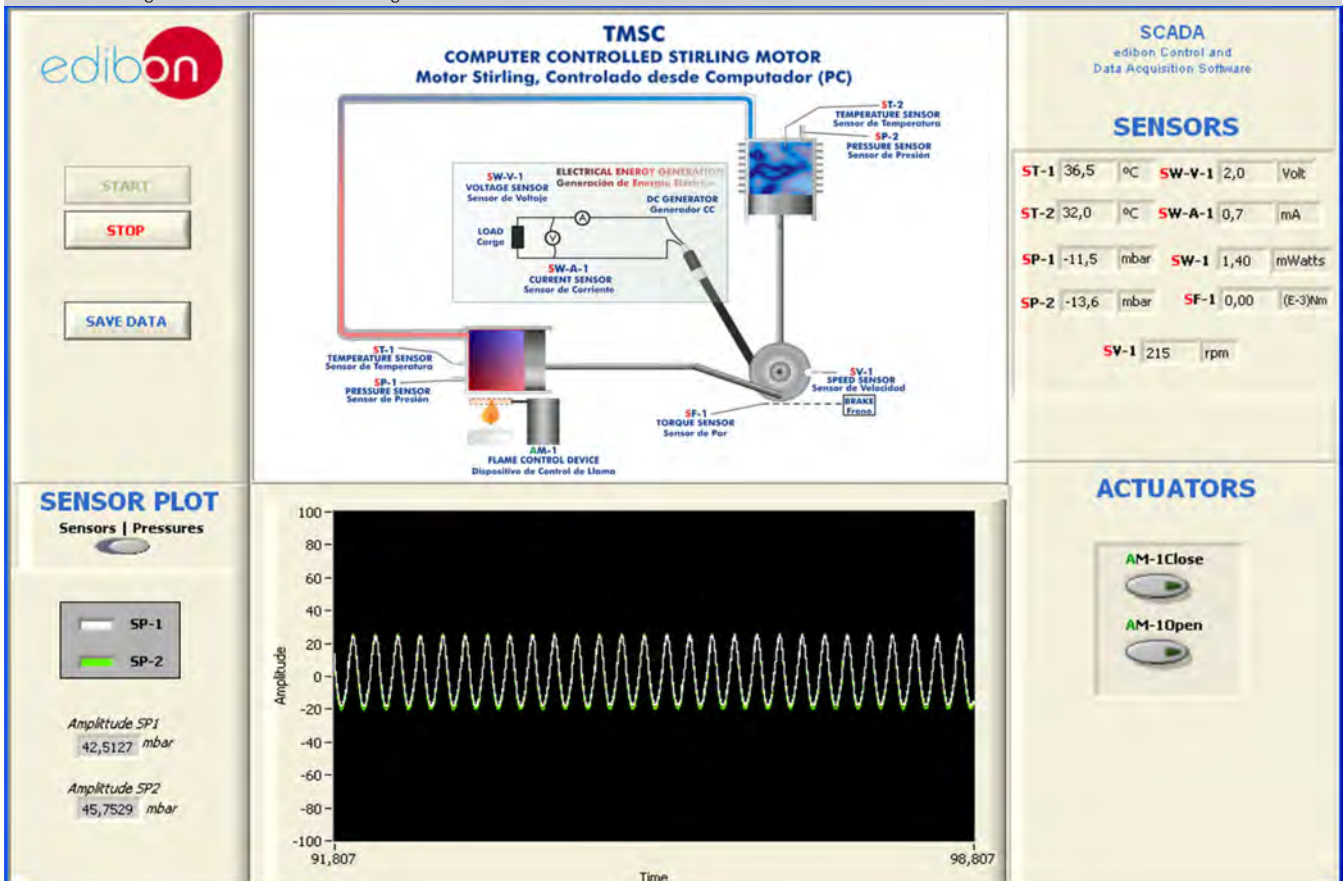 edibon
START
STOP
SAVE DATA
TMSC
COMPUTER CONTROLLED STIRLING MOTOR
Motor Stirling, Controlado desde Computador (PC)
ST-2
TEMPERATURE SENSOR
Sensor de Temperatura
SP-2
PRESSURE SENSOR
Sensor de Presión
ELECTRICAL ENERGY GENERATION
Generación de Energía Eléctrica
SW-V-1
VOLTAGE SENSOR
Sensor de Voltaje
DC GENERATOR
Generador CC
A
LOAD
Carga
V
SW-A-1
CURRENT SENSOR
Sensor de Corriente
ST-1
TEMPERATURE SENSOR
Sensor de Temperatura
SP-1
PRESSURE SENSOR
Sensor de Presión
SV-1
SPEED SENSOR
Sensor de Velocidad
BRAKE
Freno
SF-1
TORQUE SENSOR
Sensor de Par
AM-1
FLAME CONTROL DEVICE
Dispositivo de Control de Llama
SCADA
edibon Control and
Data Acquisition Software
SENSORS
ST-1 36,5 ºC SW-V-1 2,0 Volt
ST-2 32,0 ºC SW-A-1 0,7 mA
SP-1 -11,5 mbar SW-1 1,40 mWatts
SP-2 -13,6 mbar SF-1 0,00 (E-3)Nm
SV-1 215 rpm
SENSOR PLOT
Sensors | Pressures
SP-1
SP-2
Amplittude SP1
42,5127 mbar
Amplittude SP2
45,7529 mbar
Amplitude
100
80
60
40
20
0
-20
-40
-60
-80
-100
91,807 98,807
Time
ACTUATORS
AM-1Close
AM-1Open